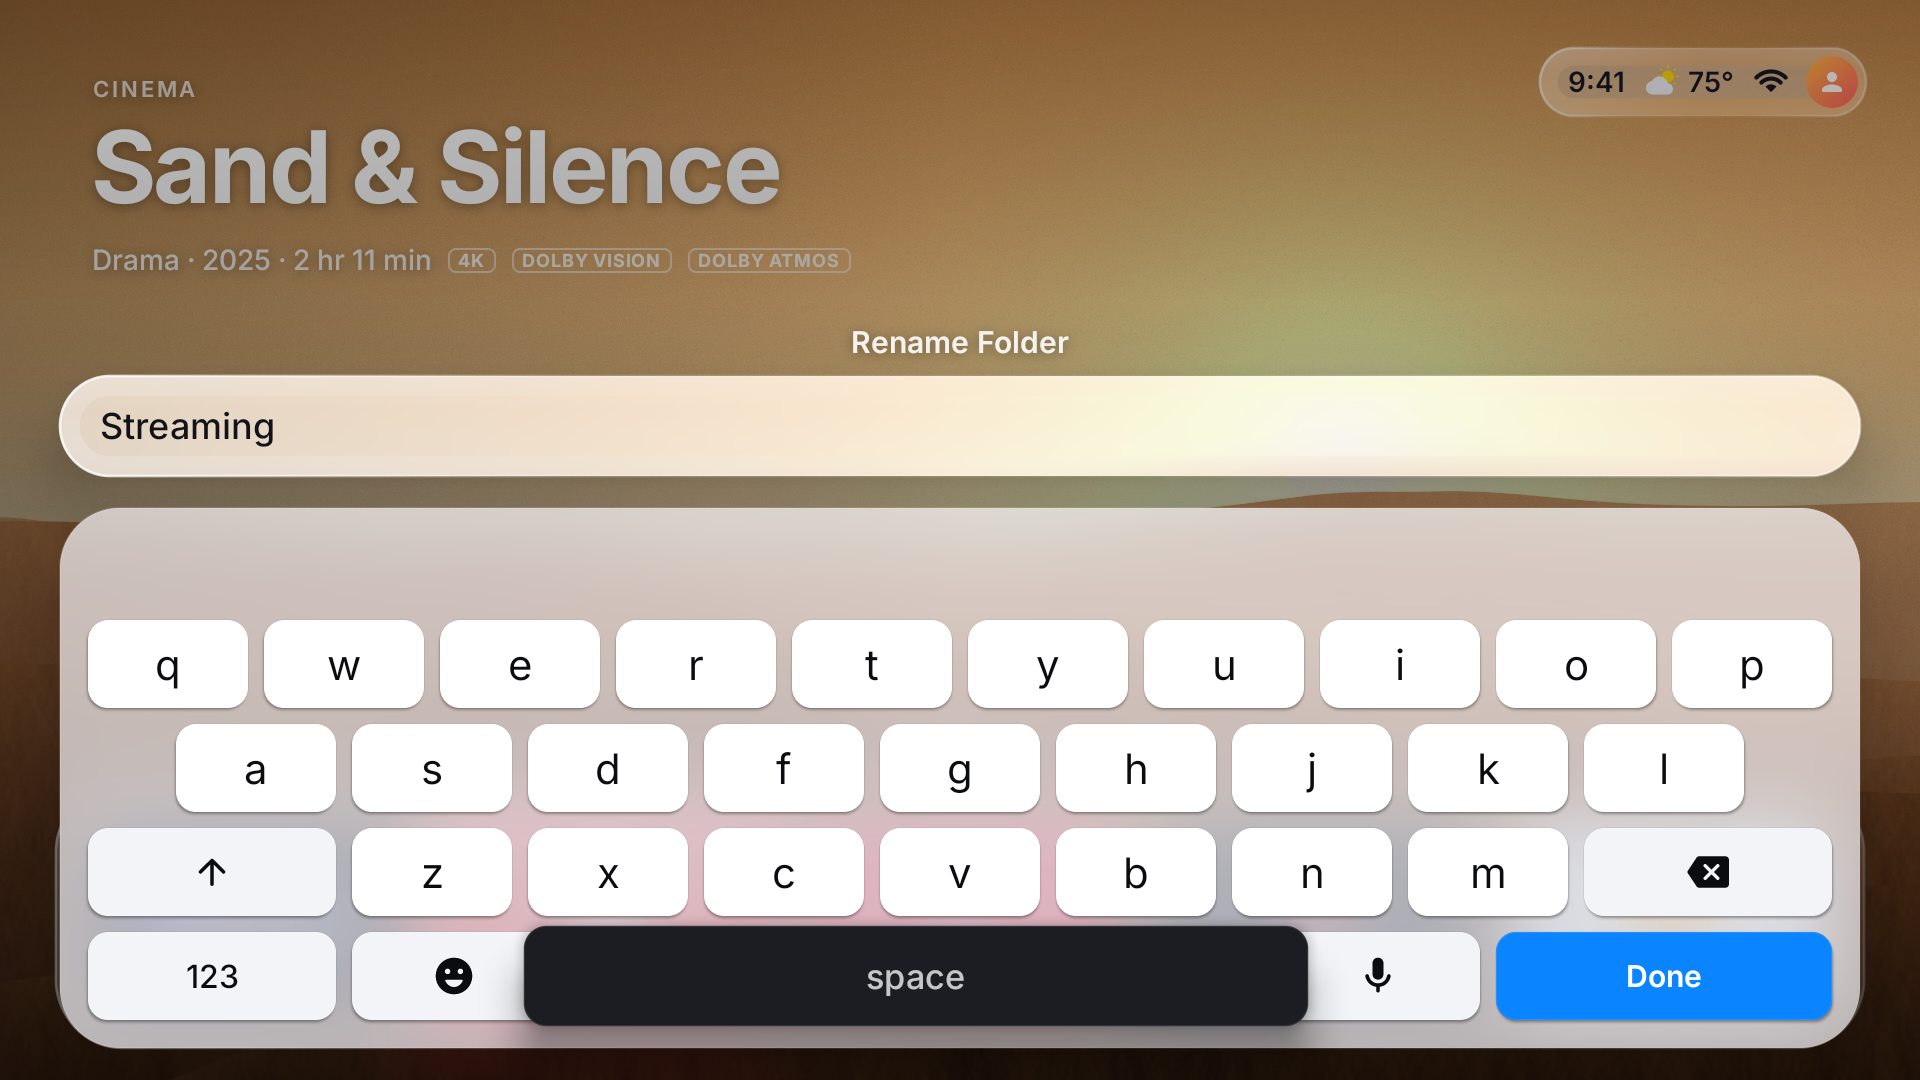 CINEMA
9:41 75°
Sand & Silence
Drama · 2025 · 2 hr 11 min 4K DOLBY VISION DOLBY ATMOS
Rename Folder
Streaming
q w e r t y u i o p
a s d f g h j k l
z x c v b n m
123 space Done